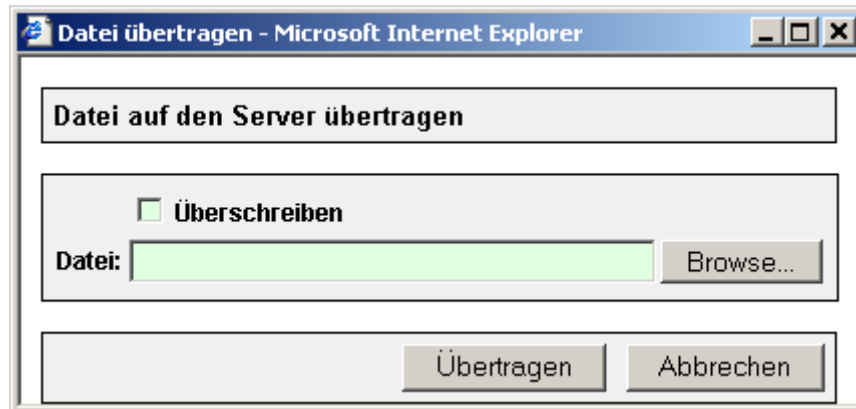 Datei übertragen - Microsoft Internet Explorer
Datei auf den Server übertragen
Überschreiben
Datei: Browse...
Übertragen Abbrechen